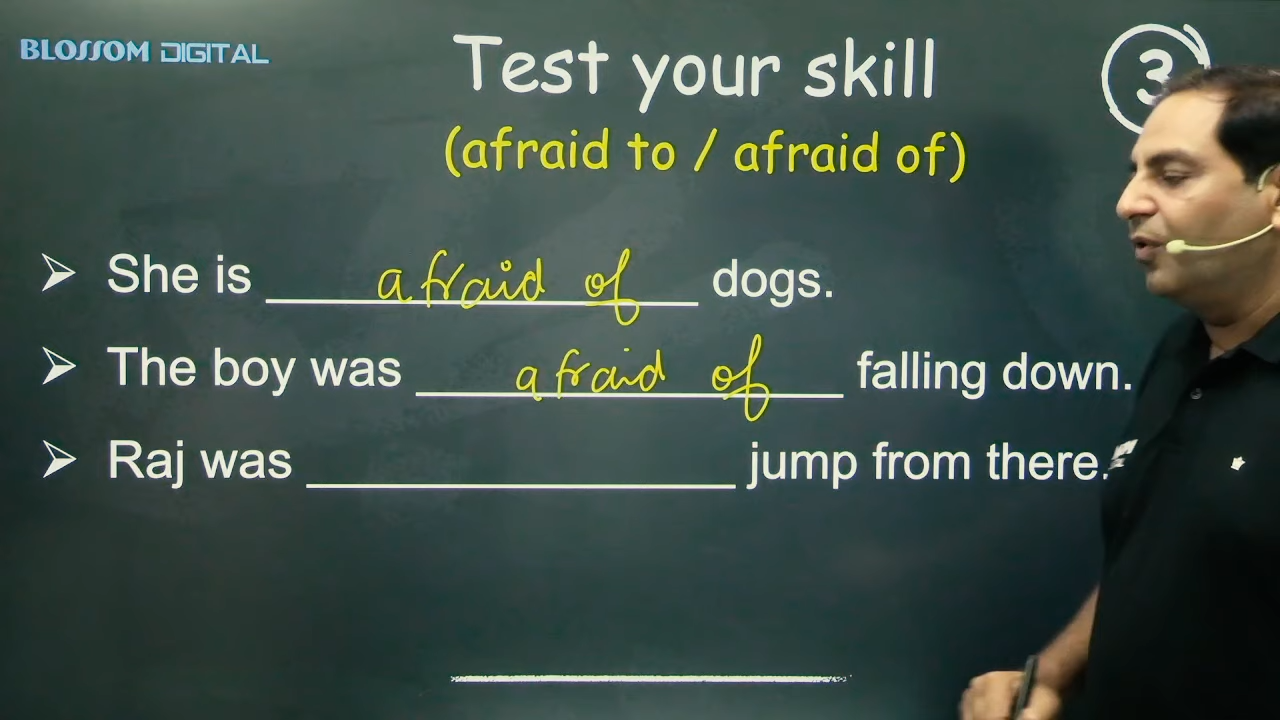 BLOSSOM DIGITAL
Test your skill
3
(afraid to / afraid of)
➢ She is afraid of dogs.
➢ The boy was afraid of falling down.
➢ Raj was ____________ jump from there.